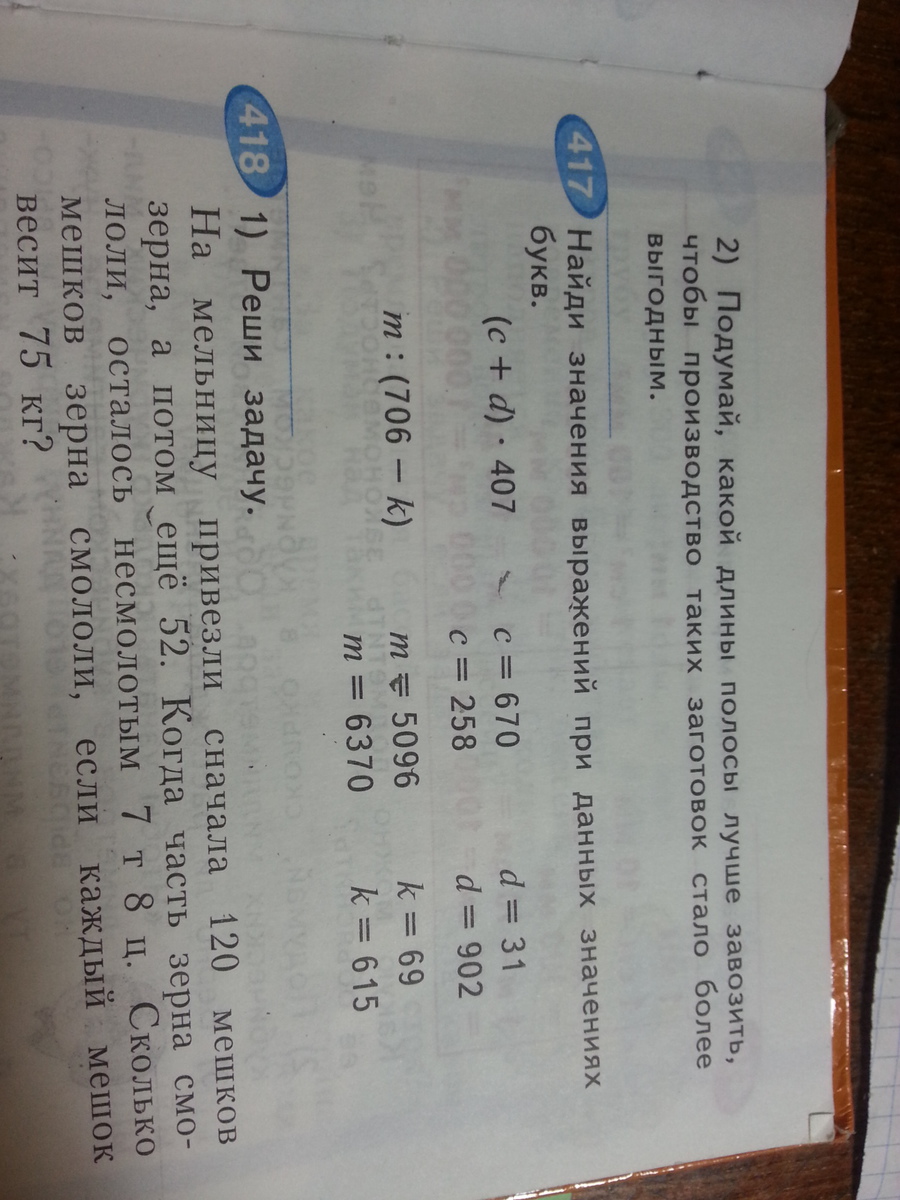 2) Подумай, какой длины полосы лучше завозить,
чтобы производство таких заготовок стало более
выгодным.
417 Найди значения выражений при данных значениях
букв.
(c + d) · 407 c = 670 d = 31
c = 258 d = 902
m : (706 − k) m = 5096 k = 69
m = 6370 k = 615
418 1) Реши задачу.
На мельницу привезли сначала 120 мешков
зерна, а потом ещё 52. Когда часть зерна смо-
лоли, осталось несмолотым 7 т 8 ц. Сколько
мешков зерна смололи, если каждый мешок
весит 75 кг?